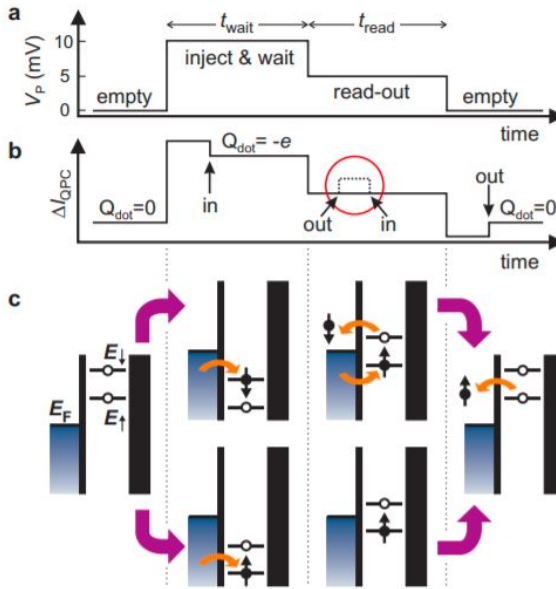 a
t_wait
t_read
V_P (mV)
10
5
0
empty
inject & wait
read-out
empty
time
b
ΔI_QPC
Q_dot=0
Q_dot= -e
in
out
in
out
Q_dot=0
time
c
E↓
E_F
E↑